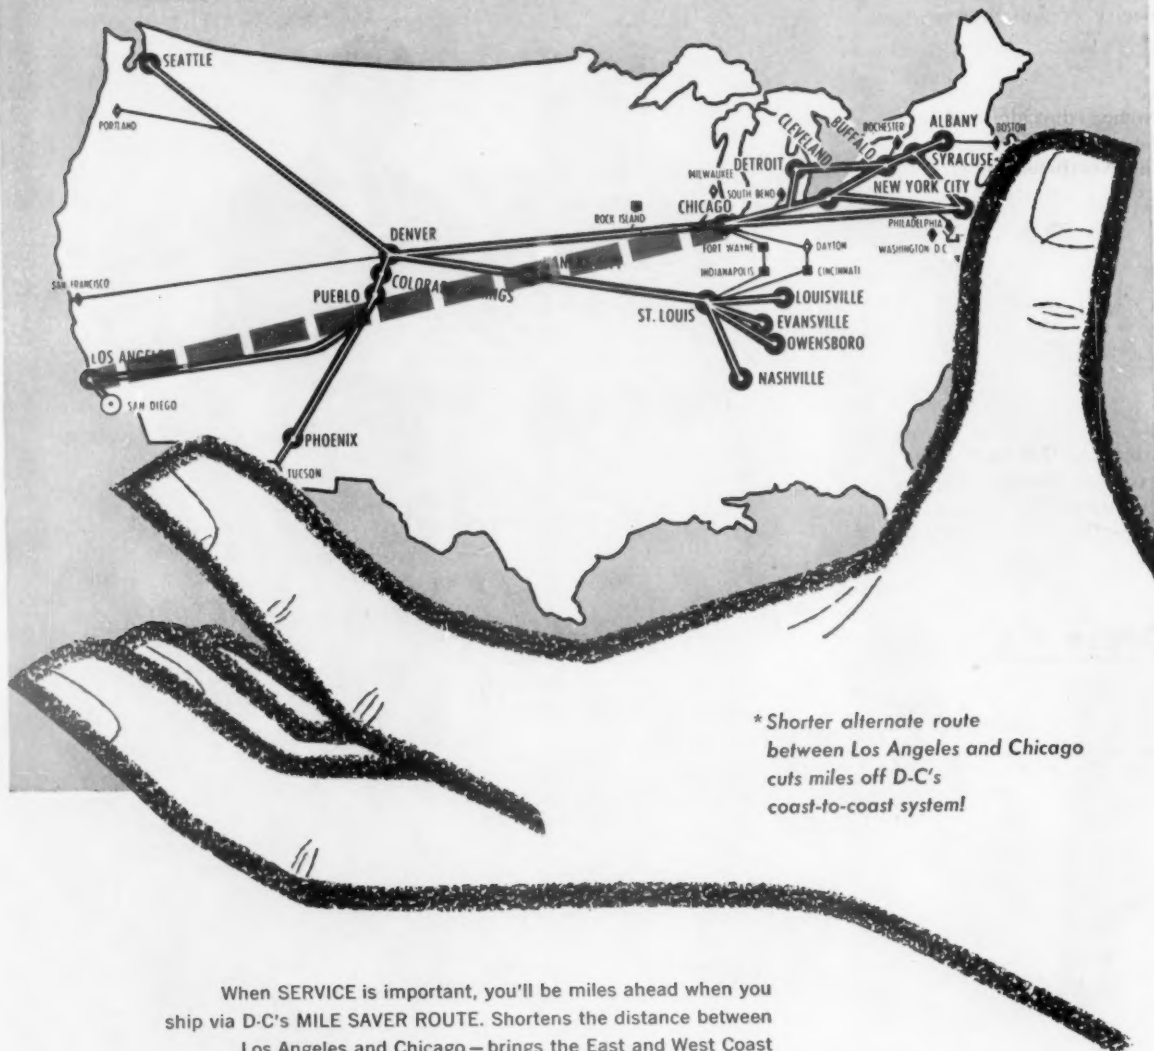 SEATTLE
PORTLAND
ALBANY
BOSTON
ROCHESTER
BUFFALO
CLEVELAND
SYRACUSE
DETROIT
MILWAUKEE
SOUTH BEND
NEW YORK CITY
CHICAGO
ROCK ISLAND
PHILADELPHIA
WASHINGTON D.C
DENVER
FORT WAYNE
DAYTON
INDIANAPOLIS
CINCINNATI
SAN FRANCISCO
PUEBLO
LOUISVILLE
ST. LOUIS
EVANSVILLE
OWENSBORO
LOS ANGELES
NASHVILLE
SAN DIEGO
PHOENIX
TUCSON
* Shorter alternate route
between Los Angeles and Chicago
cuts miles off D-C's
coast-to-coast system!
When SERVICE is important, you'll be miles ahead when you
ship via D-C's MILE SAVER ROUTE. Shortens the distance between
Los Angeles and Chicago — brings the East and West Coast